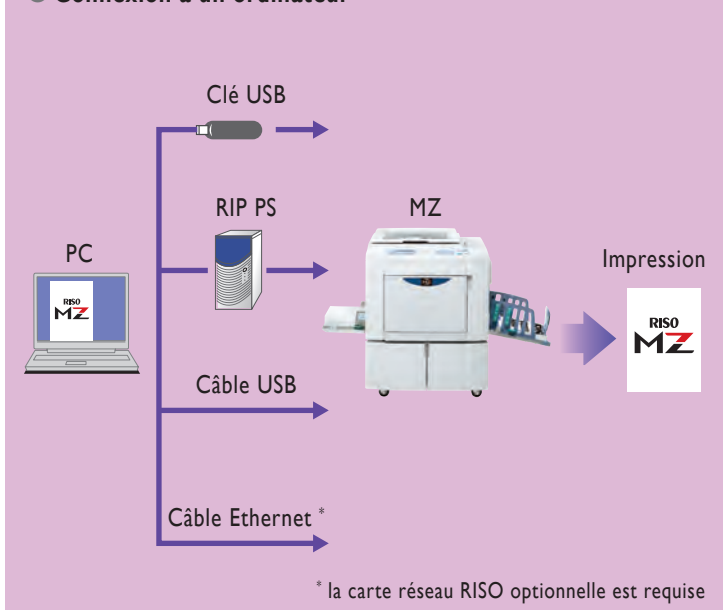 Connexion à un ordinateur
Clé USB
RIP PS
MZ
PC
Impression
RISO
MZ
RISO
MZ
Câble USB
Câble Ethernet *
* la carte réseau RISO optionnelle est requise